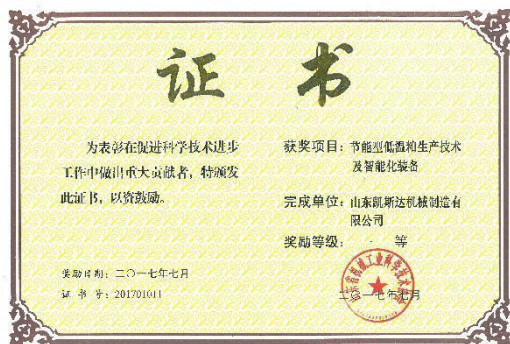 证 书
为表彰在促进科学技术进步
工作中做出重大贡献者，特颁发
此证书，以资鼓励。
奖励日期：二〇一七年七月
证 书 号：201701011
获奖项目：节能型低温和生产技术
及智能化装备
完成单位：山东凯斯达机械制造有
限公司
奖励等级： 等
二〇一七年七月